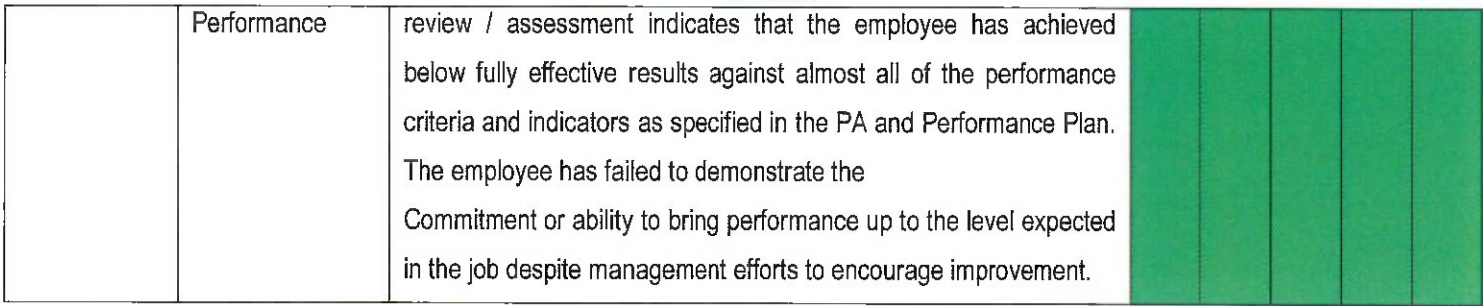 Performance
review / assessment indicates that the employee has achieved
below fully effective results against almost all of the performance
criteria and indicators as specified in the PA and Performance Plan.
The employee has failed to demonstrate the
Commitment or ability to bring performance up to the level expected
in the job despite management efforts to encourage improvement.